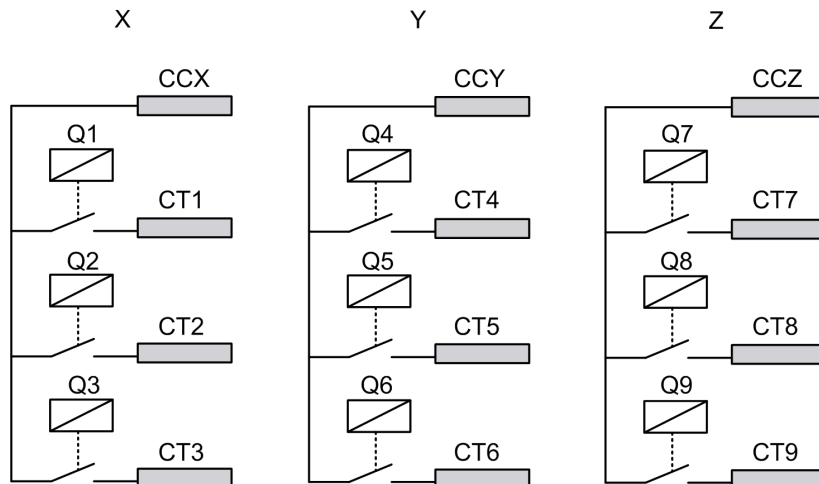 X Y Z
CCX CCY CCZ
Q1 Q4 Q7
CT1 CT4 CT7
Q2 Q5 Q8
CT2 CT5 CT8
Q3 Q6 Q9
CT3 CT6 CT9